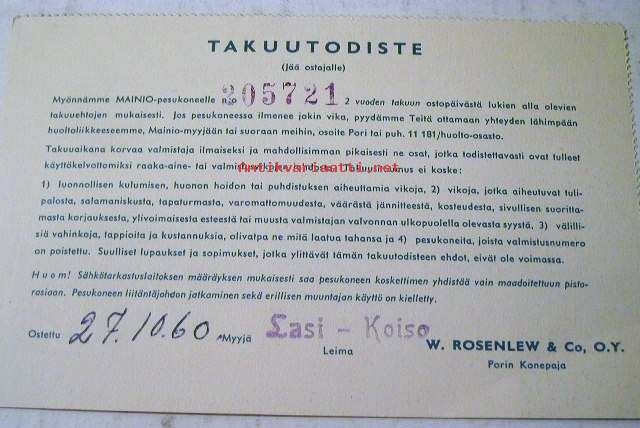 TAKUUTODISTE
(Jää ostajalle)
Myönnämme MAINIO-pesukoneelle n:o 205721 2 vuoden takuun ostopäivästä lukien alla olevien
takuuehtojen mukaisesti. Jos pesukoneessa ilmenee jokin vika, pyydämme Teitä ottamaan yhteyden lähimpään
huoltoliikkeeseemme, Mainio-myyjään tai suoraan meihin, osoite Pori tai puh. 11 181/huolto-osasto.
Takuuaikana korvaa valmistaja ilmaiseksi ja mahdollisimman pikaisesti ne osat, jotka todistettavasti ovat tulleet
käyttökelvottomiksi raaka-aine- tai ei koske:
Antikvariaatti.net
1) luonnollisen kulumisen, huonon hoidon tai puhdistuksen aiheuttamia vikoja, 2) vikoja, jotka aiheutuvat tuli-
palosta, salamaniskusta, tapaturmasta, varomattomuudesta, väärästä jännitteestä, kosteudesta, sivullisen suoritta-
masta korjauksesta, ylivoimaisesta esteestä tai muusta valmistajan valvonnan ulkopuolella olevasta syystä. 3) välilli-
siä vahinkoja, tappioita ja kustannuksia, olivatpa ne mitä laatua tahansa ja 4) pesukoneita, joista valmistusnumero
on poistettu. Suulliset lupaukset ja sopimukset, jotka ylittävät tämän takuutodisteen ehdot, eivät ole voimassa.
Huom! Sähkötarkastuslaitoksen määräyksen mukaisesti saa pesukoneen koskettimen yhdistää vain maadoitettuun pisto-
rasiaan. Pesukoneen liitäntäjohdon jatkaminen sekä erillisen muuntajan käyttö on kielletty.
Ostettu 27.10.60 Myyjä Lasi - Koiso
Leima
W. ROSENLEW & Co, O.Y.
Porin Konepaja